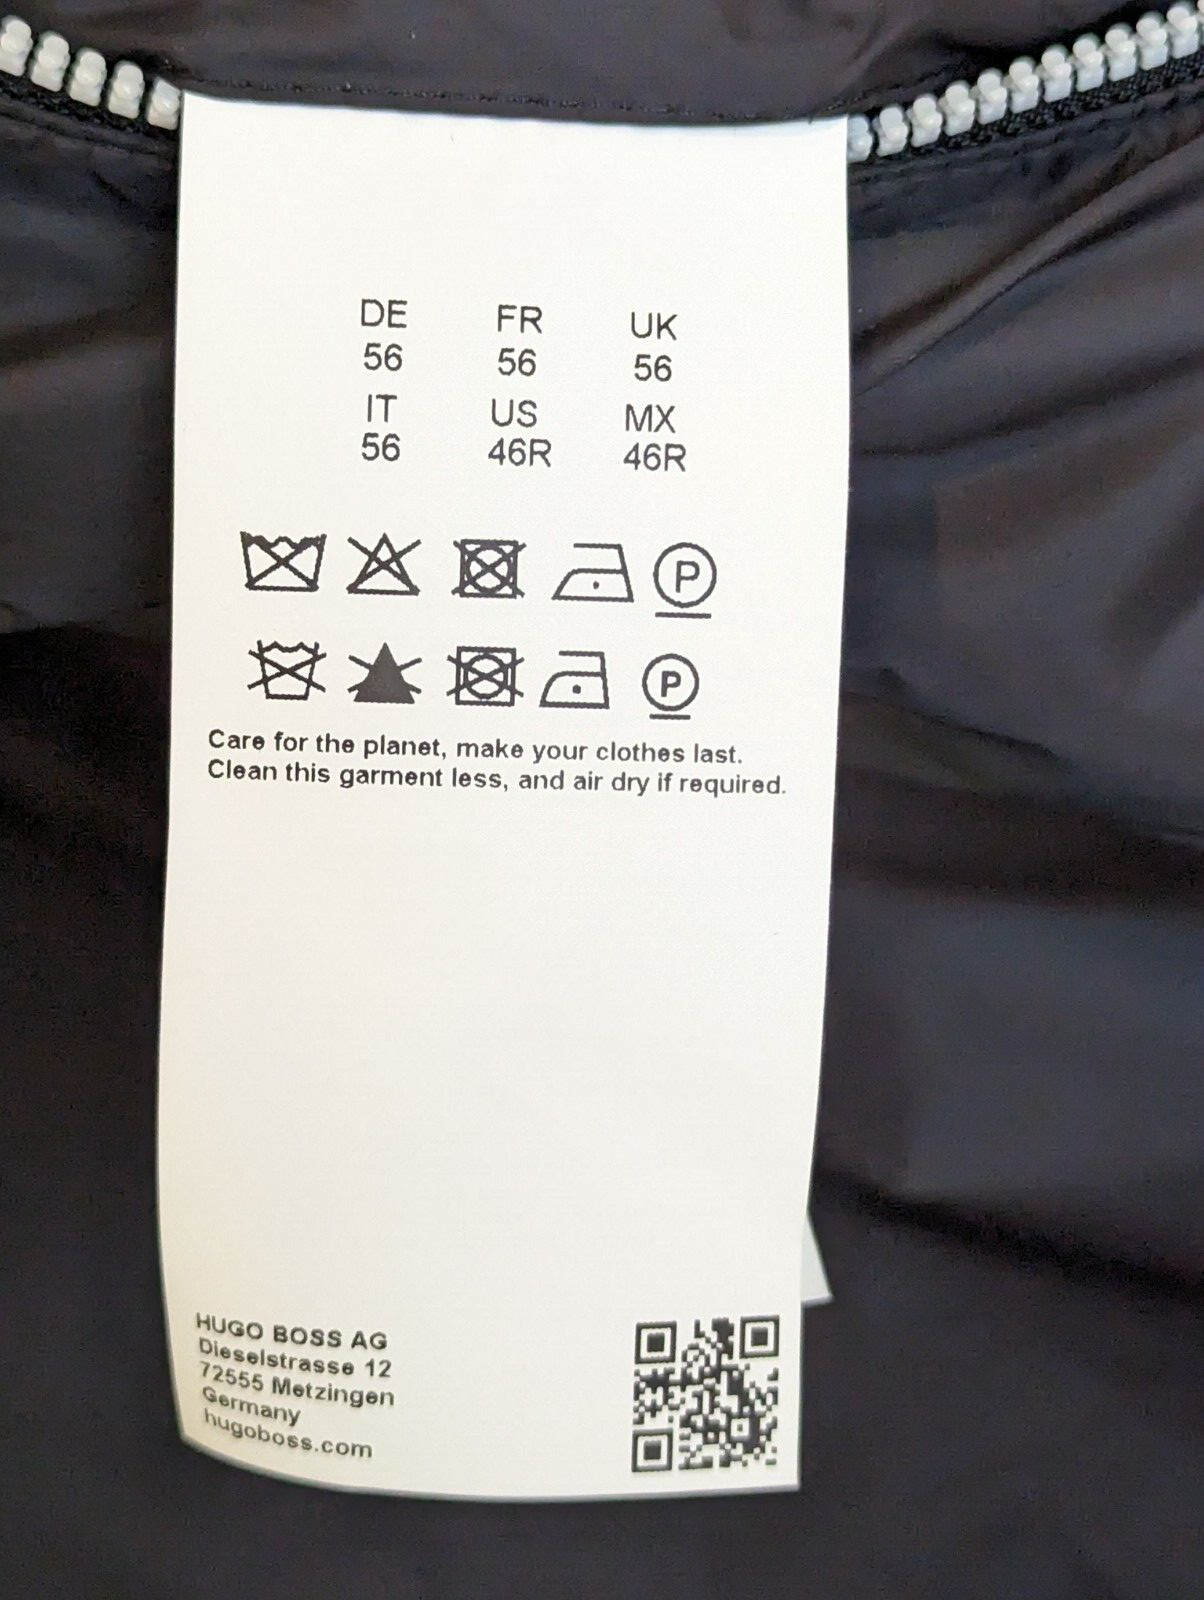 DE FR UK
56 56 56
IT US MX
56 46R 46R
P
P
Care for the planet, make your clothes last.
Clean this garment less, and air dry if required.
HUGO BOSS AG
Dieselstrasse 12
72555 Metzingen
Germany
hugoboss.com